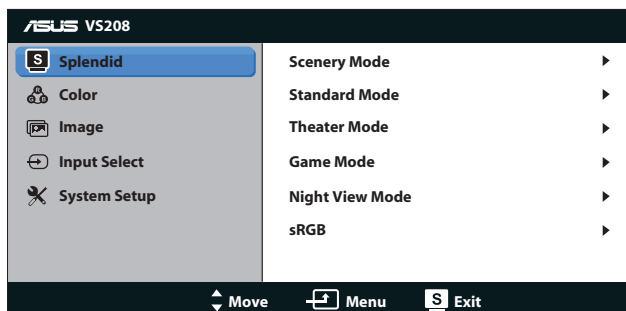 ASUS VS208
S Splendid
R G B Color
Image
Input Select
System Setup
Scenery Mode
Standard Mode
Theater Mode
Game Mode
Night View Mode
sRGB
Move Menu S Exit